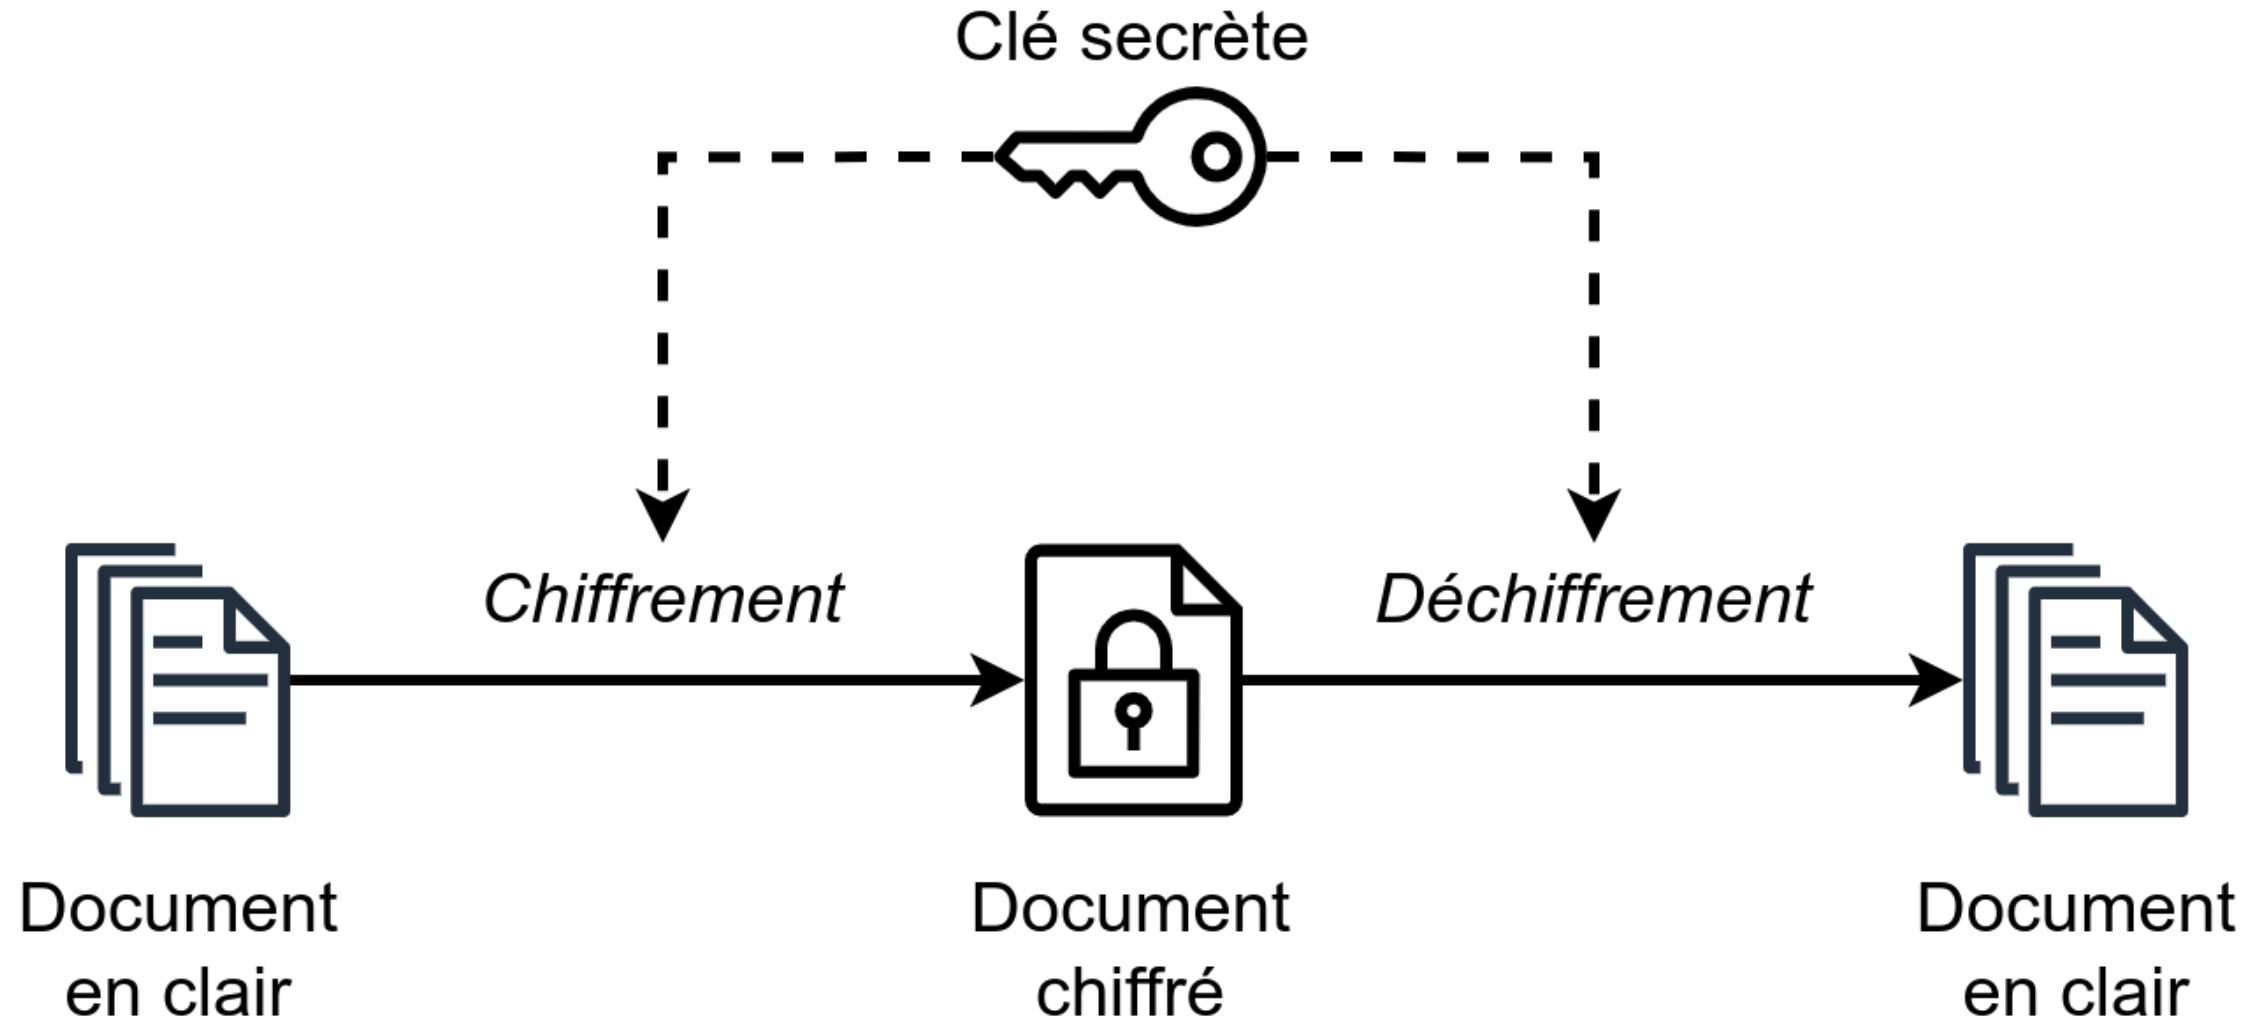 Clé secrète
Chiffrement
Déchiffrement
Document
en clair
Document
chiffré
Document
en clair